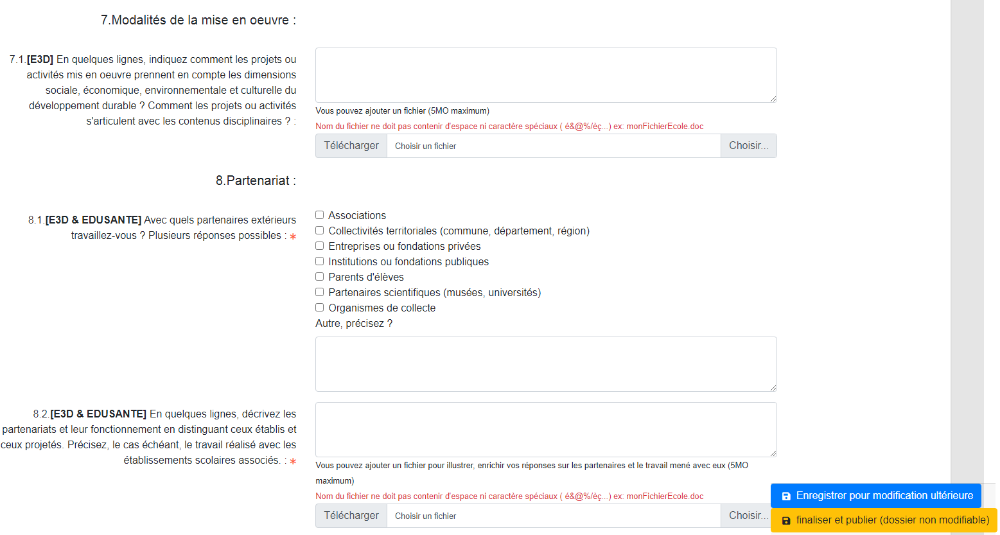 7.Modalités de la mise en oeuvre :
7.1.[E3D] En quelques lignes, indiquez comment les projets ou
activités mis en oeuvre prennent en compte les dimensions
sociale, économique, environnementale et culturelle du
développement durable ? Comment les projets ou activités
s'articulent avec les contenus disciplinaires ? :
Vous pouvez ajouter un fichier (5MO maximum)
Nom du fichier ne doit pas contenir d'espace ni caractère spéciaux ( é&@%/èç...) ex: monFichierEcole.doc
Télécharger Choisir un fichier Choisir...
8.Partenariat :
8.1.[E3D & EDUSANTE] Avec quels partenaires extérieurs
travaillez-vous ? Plusieurs réponses possibles : *
Associations
Collectivités territoriales (commune, département, région)
Entreprises ou fondations privées
Institutions ou fondations publiques
Parents d'élèves
Partenaires scientifiques (musées, universités)
Organismes de collecte
Autre, précisez ?
8.2.[E3D & EDUSANTE] En quelques lignes, décrivez les
partenariats et leur fonctionnement en distinguant ceux établis et
ceux projetés. Précisez, le cas échéant, le travail réalisé avec les
établissements scolaires associés. : *
Vous pouvez ajouter un fichier pour illustrer, enrichir vos réponses sur les partenaires et le travail mené avec eux (5MO
maximum)
Nom du fichier ne doit pas contenir d'espace ni caractère spéciaux ( é&@%/èç...) ex: monFichierEcole.doc
Télécharger Choisir un fichier Choisir...
Enregistrer pour modification ultérieure
finaliser et publier (dossier non modifiable)